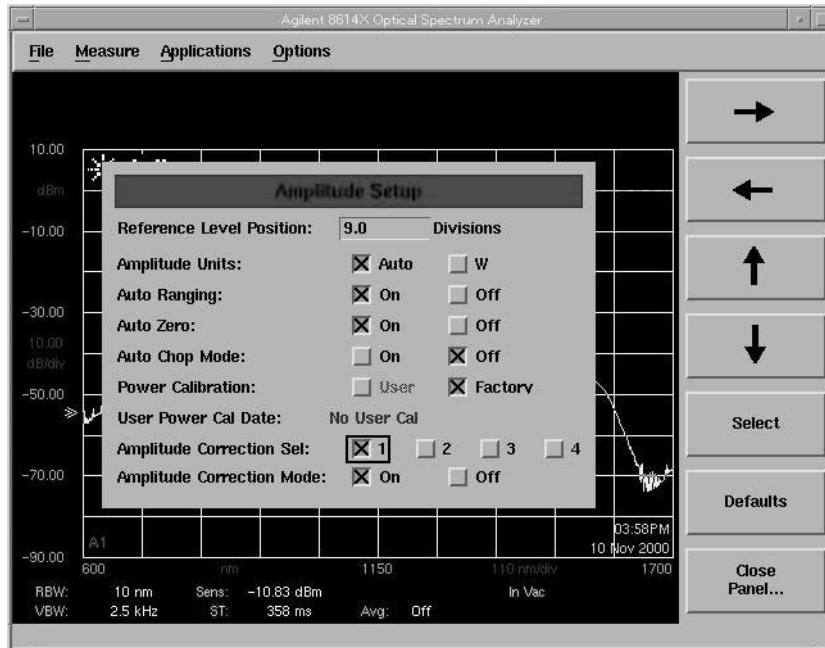 Agilent 8614X Optical Spectrum Analyzer
File Measure Applications Options
10.00
dBm
-10.00
-30.00
10.00
dB/div
-50.00
-70.00
-90.00
Amplitude Setup
Reference Level Position: 9.0 Divisions
Amplitude Units: Auto W
Auto Ranging: On Off
Auto Zero: On Off
Auto Chop Mode: On Off
Power Calibration: User Factory
User Power Cal Date: No User Cal
Amplitude Correction Sel: 1 2 3 4
Amplitude Correction Mode: On Off
A1
03:58PM
10 Nov 2000
600 nm 1150 110 nm/div 1700
RBW: 10 nm Sens: -10.83 dBm In Vac
VBW: 2.5 kHz ST: 358 ms Avg: Off
Select
Defaults
Close
Panel...